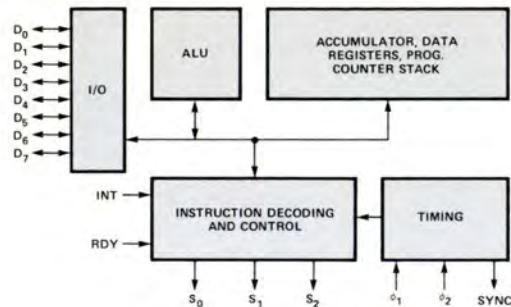 D0
D1
D2
D3
D4
D5
D6
D7
I/O
ALU
ACCUMULATOR, DATA
REGISTERS, PROG.
COUNTER STACK
INT
RDY
INSTRUCTION DECODING
AND CONTROL
TIMING
S0
S1
S2
ϕ1
ϕ2
SYNC